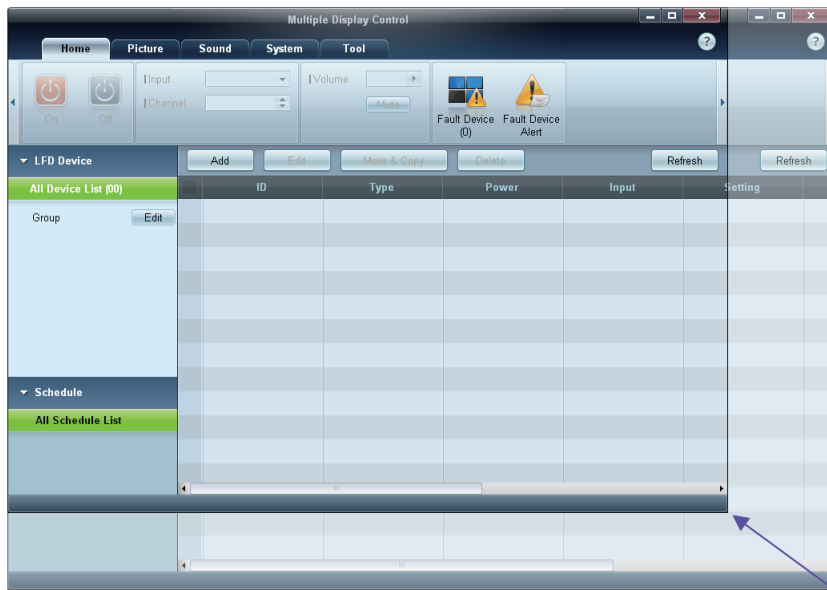 Multiple Display Control
Home Picture Sound System Tool ? ?
On Off
Input
Channel
Volume
Mute
Fault Device (0)
Fault Device Alert
LFD Device
Add Edit Move & Copy Delete Refresh Refresh
All Device List (00)
ID Type Power Input Setting
Group Edit
Schedule
All Schedule List